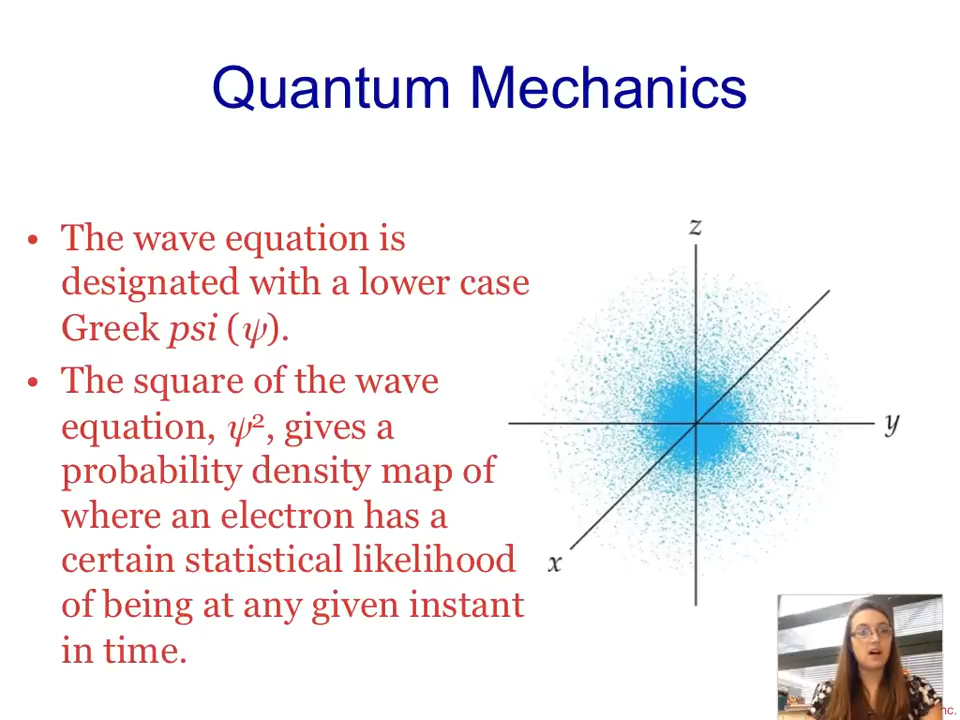 Quantum Mechanics
• The wave equation is
designated with a lower case
Greek psi (ψ).
• The square of the wave
equation, ψ², gives a
probability density map of
where an electron has a
certain statistical likelihood
of being at any given instant
in time.
z
y
x
nc.